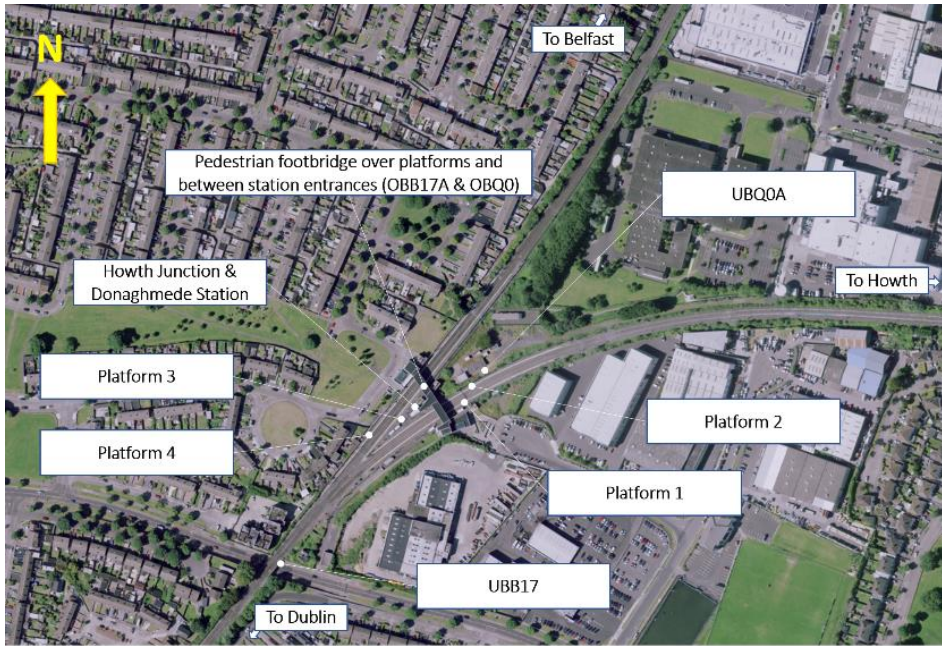 To Belfast
N
Pedestrian footbridge over platforms and
between station entrances (OBB17A & OBQ0)
UBQ0A
Howth Junction &
Donaghmede Station
To Howth
Platform 3
Platform 2
Platform 4
Platform 1
UBB17
To Dublin